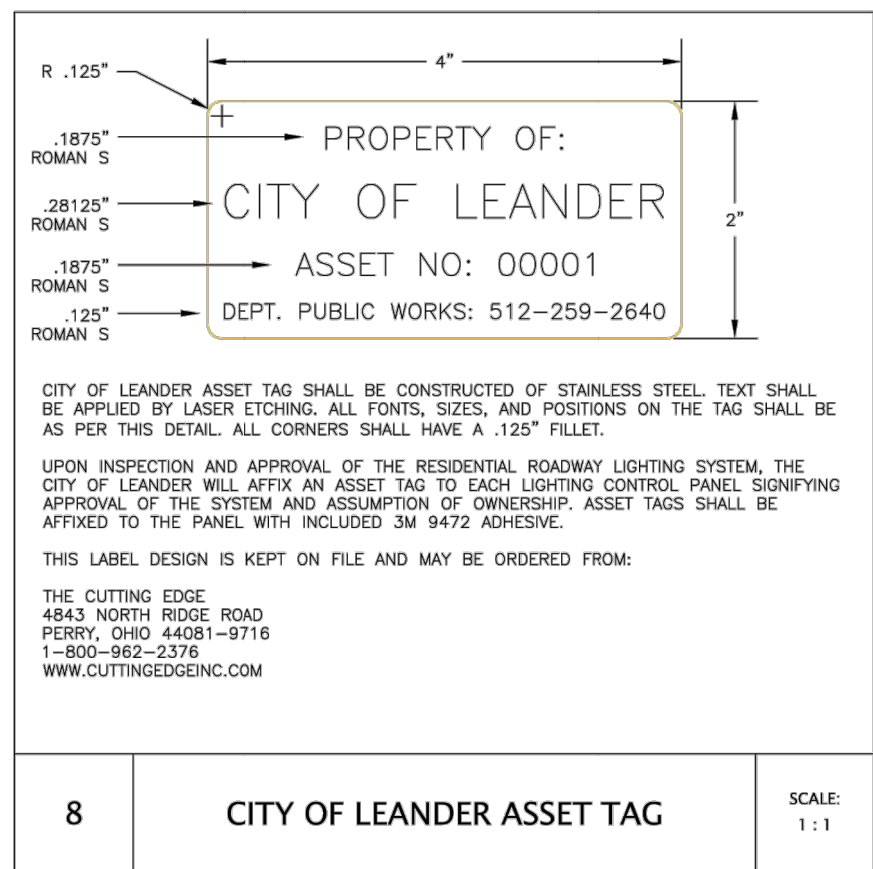 4”
R .125”
.1875”
ROMAN S
PROPERTY OF:
.28125”
ROMAN S
CITY OF LEANDER
2”
.1875”
ROMAN S
ASSET NO: 00001
.125”
ROMAN S
DEPT. PUBLIC WORKS: 512–259–2640
CITY OF LEANDER ASSET TAG SHALL BE CONSTRUCTED OF STAINLESS STEEL. TEXT SHALL
BE APPLIED BY LASER ETCHING. ALL FONTS, SIZES, AND POSITIONS ON THE TAG SHALL BE
AS PER THIS DETAIL. ALL CORNERS SHALL HAVE A .125” FILLET.
UPON INSPECTION AND APPROVAL OF THE RESIDENTIAL ROADWAY LIGHTING SYSTEM, THE
CITY OF LEANDER WILL AFFIX AN ASSET TAG TO EACH LIGHTING CONTROL PANEL SIGNIFYING
APPROVAL OF THE SYSTEM AND ASSUMPTION OF OWNERSHIP. ASSET TAGS SHALL BE
AFFIXED TO THE PANEL WITH INCLUDED 3M 9472 ADHESIVE.
THIS LABEL DESIGN IS KEPT ON FILE AND MAY BE ORDERED FROM:
THE CUTTING EDGE
4843 NORTH RIDGE ROAD
PERRY, OHIO 44081–9716
1–800–962–2376
WWW.CUTTINGEDGEINC.COM
8
CITY OF LEANDER ASSET TAG
SCALE:
1 : 1